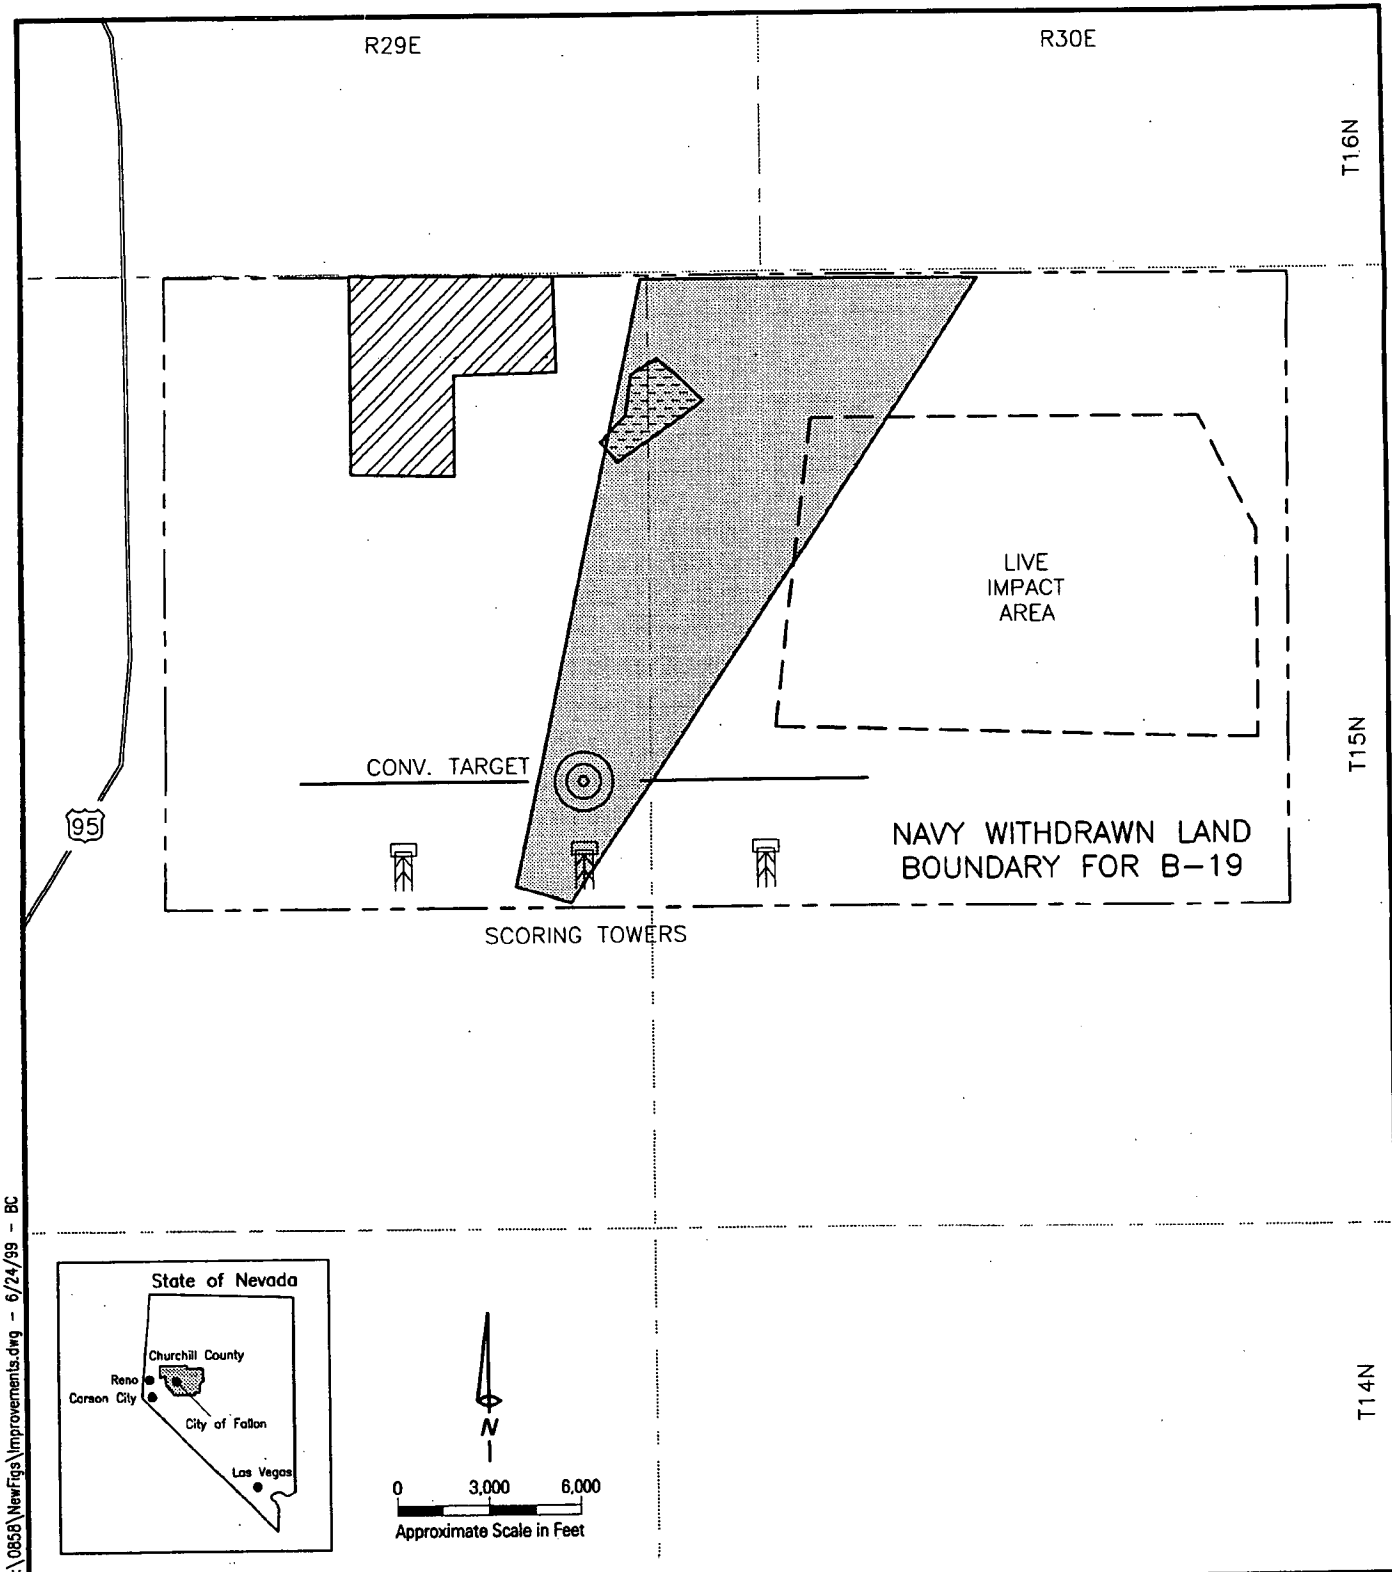 R29E
R30E
T16N
LIVE
IMPACT
AREA
T15N
CONV. TARGET
95
NAVY WITHDRAWN LAND
BOUNDARY FOR B-19
SCORING TOWERS
\0858\NewFigs\Improvements.dwg - 6/24/99 - BC
State of Nevada
Churchill County
Reno
Carson City
City of Fallon
Las Vegas
N
0 3,000 6,000
Approximate Scale in Feet
T14N